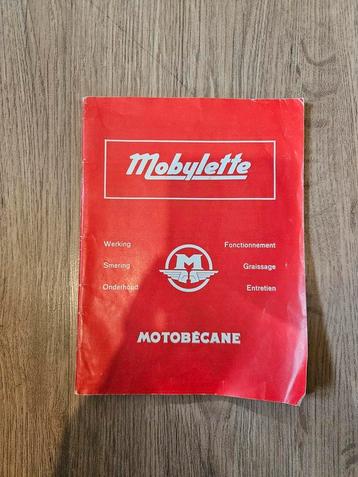 Mobylette
Werking Fonctionnement
M
Smering Graissage
Onderhoud Entretien
MOTOBÉCANE